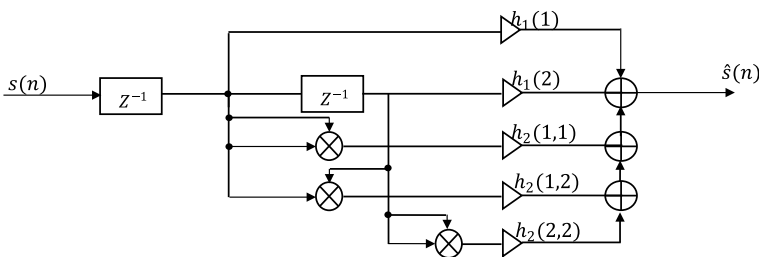 h₁(1)
s(n)
Z⁻¹
Z⁻¹
h₁(2)
ŝ(n)
h₂(1,1)
h₂(1,2)
h₂(2,2)